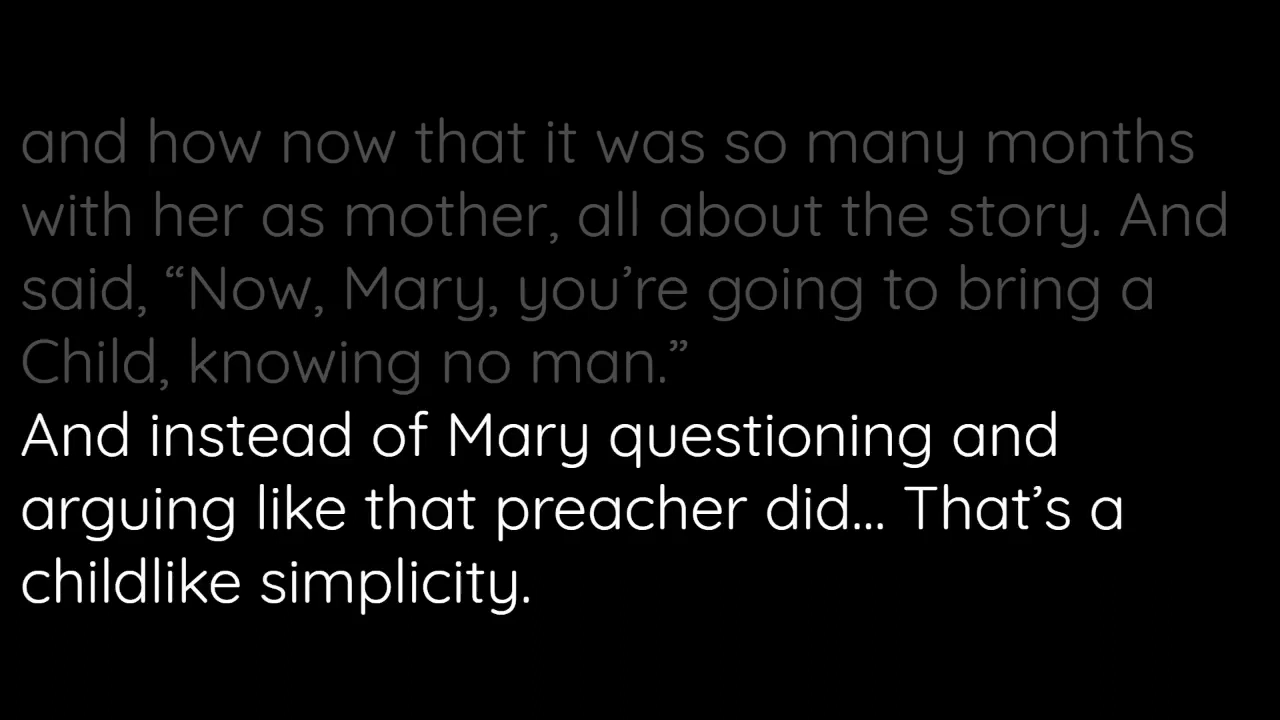 and how now that it was so many months
with her as mother, all about the story. And
said, “Now, Mary, you’re going to bring a
Child, knowing no man.”
And instead of Mary questioning and
arguing like that preacher did... That’s a
childlike simplicity.